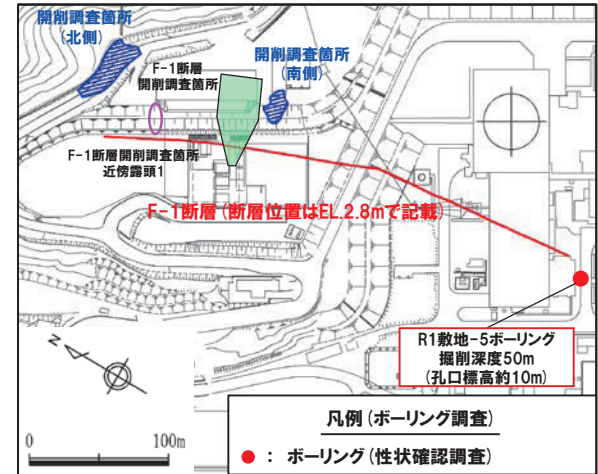 開削調査箇所
(北側)
F-1断層
開削調査箇所
開削調査箇所
(南側)
F-1断層開削調査箇所
近傍露頭1
F-1断層(断層位置はEL.2.8mで記載)
R1敷地-5ボーリング
掘削深度50m
(孔口標高約10m)
N
0 100m
凡例(ボーリング調査)
● : ボーリング(性状確認調査)